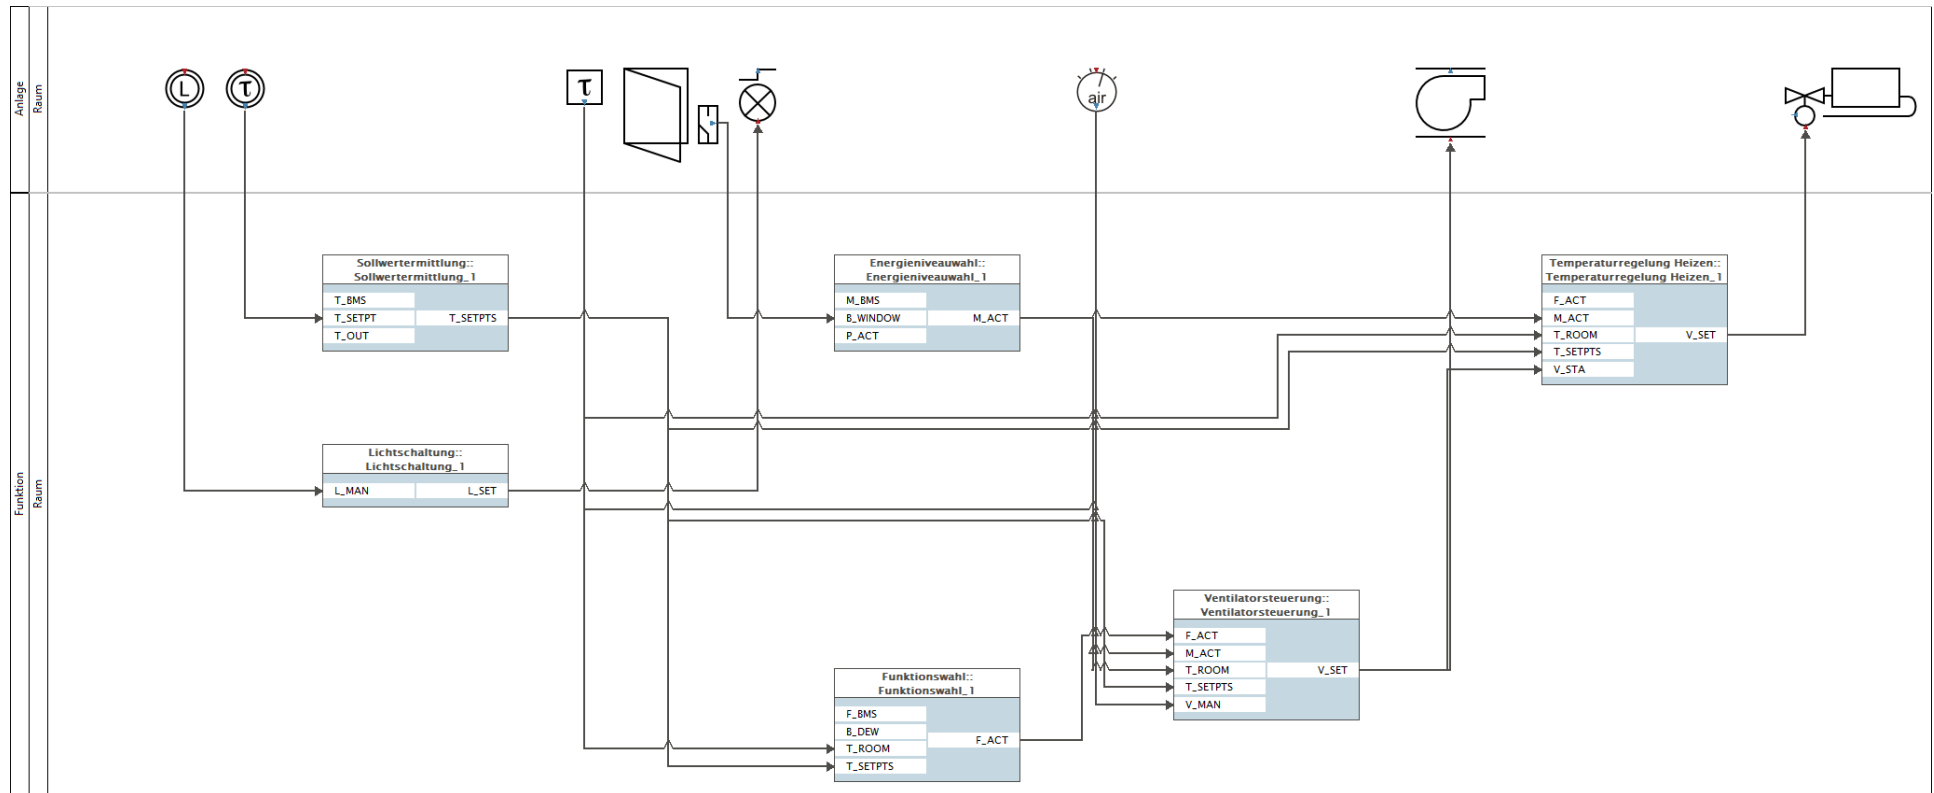 Anlage
Raum
L
τ
τ
air
Funktion
Raum
Sollwertermittlung::
Sollwertermittlung_1
T_BMS
T_SETPT
T_OUT
T_SETPTS
Energieniveauwahl::
Energieniveauwahl_1
M_BMS
B_WINDOW
P_ACT
M_ACT
Temperaturregelung Heizen::
Temperaturregelung Heizen_1
F_ACT
M_ACT
T_ROOM
T_SETPTS
V_STA
V_SET
Lichtschaltung::
Lichtschaltung_1
L_MAN
L_SET
Ventilatorsteuerung::
Ventilatorsteuerung_1
F_ACT
M_ACT
T_ROOM
T_SETPTS
V_MAN
V_SET
Funktionswahl::
Funktionswahl_1
F_BMS
B_DEW
T_ROOM
T_SETPTS
F_ACT